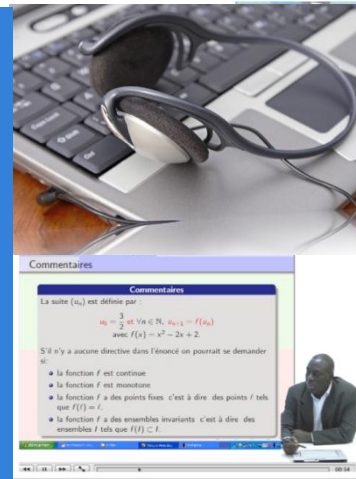 Commentaires
Commentaires
La suite (uₙ) est définie par :
u₀ = 3/2 et ∀n ∈ ℕ, uₙ₊₁ = f(uₙ)
avec f(x) = x² − 2x + 2.
S'il n'y a aucune directive dans l'énoncé on pourrait se demander
si:
la fonction f est continue
la fonction f est monotone
la fonction f a des points fixes c'est à dire des points ℓ tels
que f(ℓ) = ℓ.
la fonction f a des ensembles invariants c'est à dire des
ensembles I tels que f(I) ⊂ I.
00:34